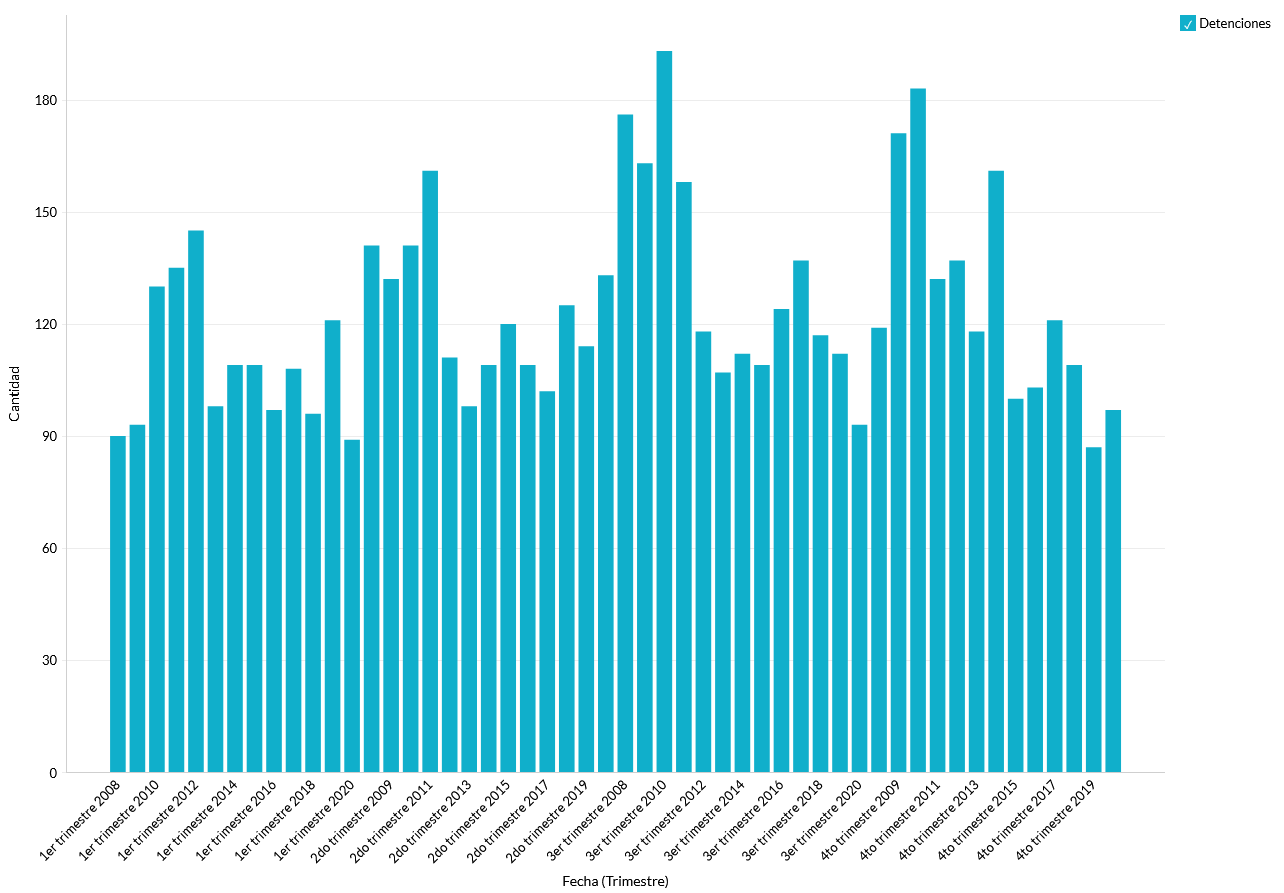 Detenciones
180
150
120
90
60
30
0
Cantidad
1er trimestre 2008
1er trimestre 2010
1er trimestre 2012
1er trimestre 2014
1er trimestre 2016
1er trimestre 2018
1er trimestre 2020
2do trimestre 2009
2do trimestre 2011
2do trimestre 2013
2do trimestre 2015
2do trimestre 2017
2do trimestre 2019
3er trimestre 2008
3er trimestre 2010
3er trimestre 2012
3er trimestre 2014
3er trimestre 2016
3er trimestre 2018
3er trimestre 2020
4to trimestre 2009
4to trimestre 2011
4to trimestre 2013
4to trimestre 2015
4to trimestre 2017
4to trimestre 2019
Fecha (Trimestre)